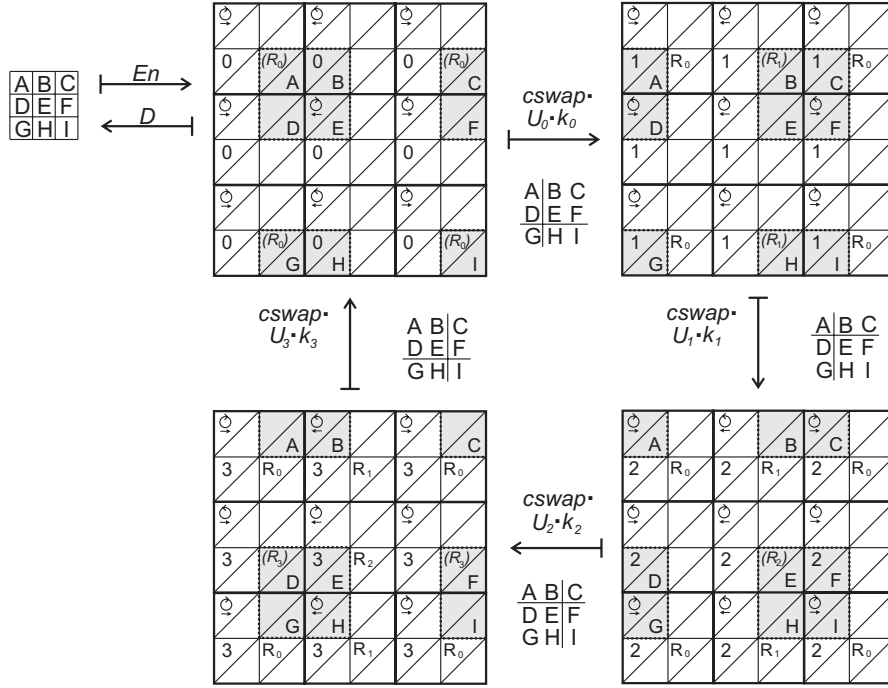 A B C
D E F
G H I
En
D
0 (R₀) A 0 B 0 (R₀) C
D E F
0 0 0
0 (R₀) G 0 H 0 (R₀) I
cswap·
U₀·k₀
A B C
D E F
G H I
1 A R₀ 1 (R₁) B 1 C R₀
D E F
1 1 1
1 G R₀ 1 (R₁) H 1 I R₀
cswap·
U₃·k₃
A B C
D E F
G H I
cswap·
U₁·k₁
A B C
D E F
G H I
A B C
3 R₀ 3 R₁ 3 R₀
3 (R₃) D 3 E R₂ 3 (R₃) F
G H I
3 R₀ 3 R₁ 3 R₀
cswap·
U₂·k₂
A B C
D E F
G H I
A B C
2 R₀ 2 R₁ 2 R₀
2 D 2 (R₂) E 2 F
G H I
2 R₀ 2 R₁ 2 R₀